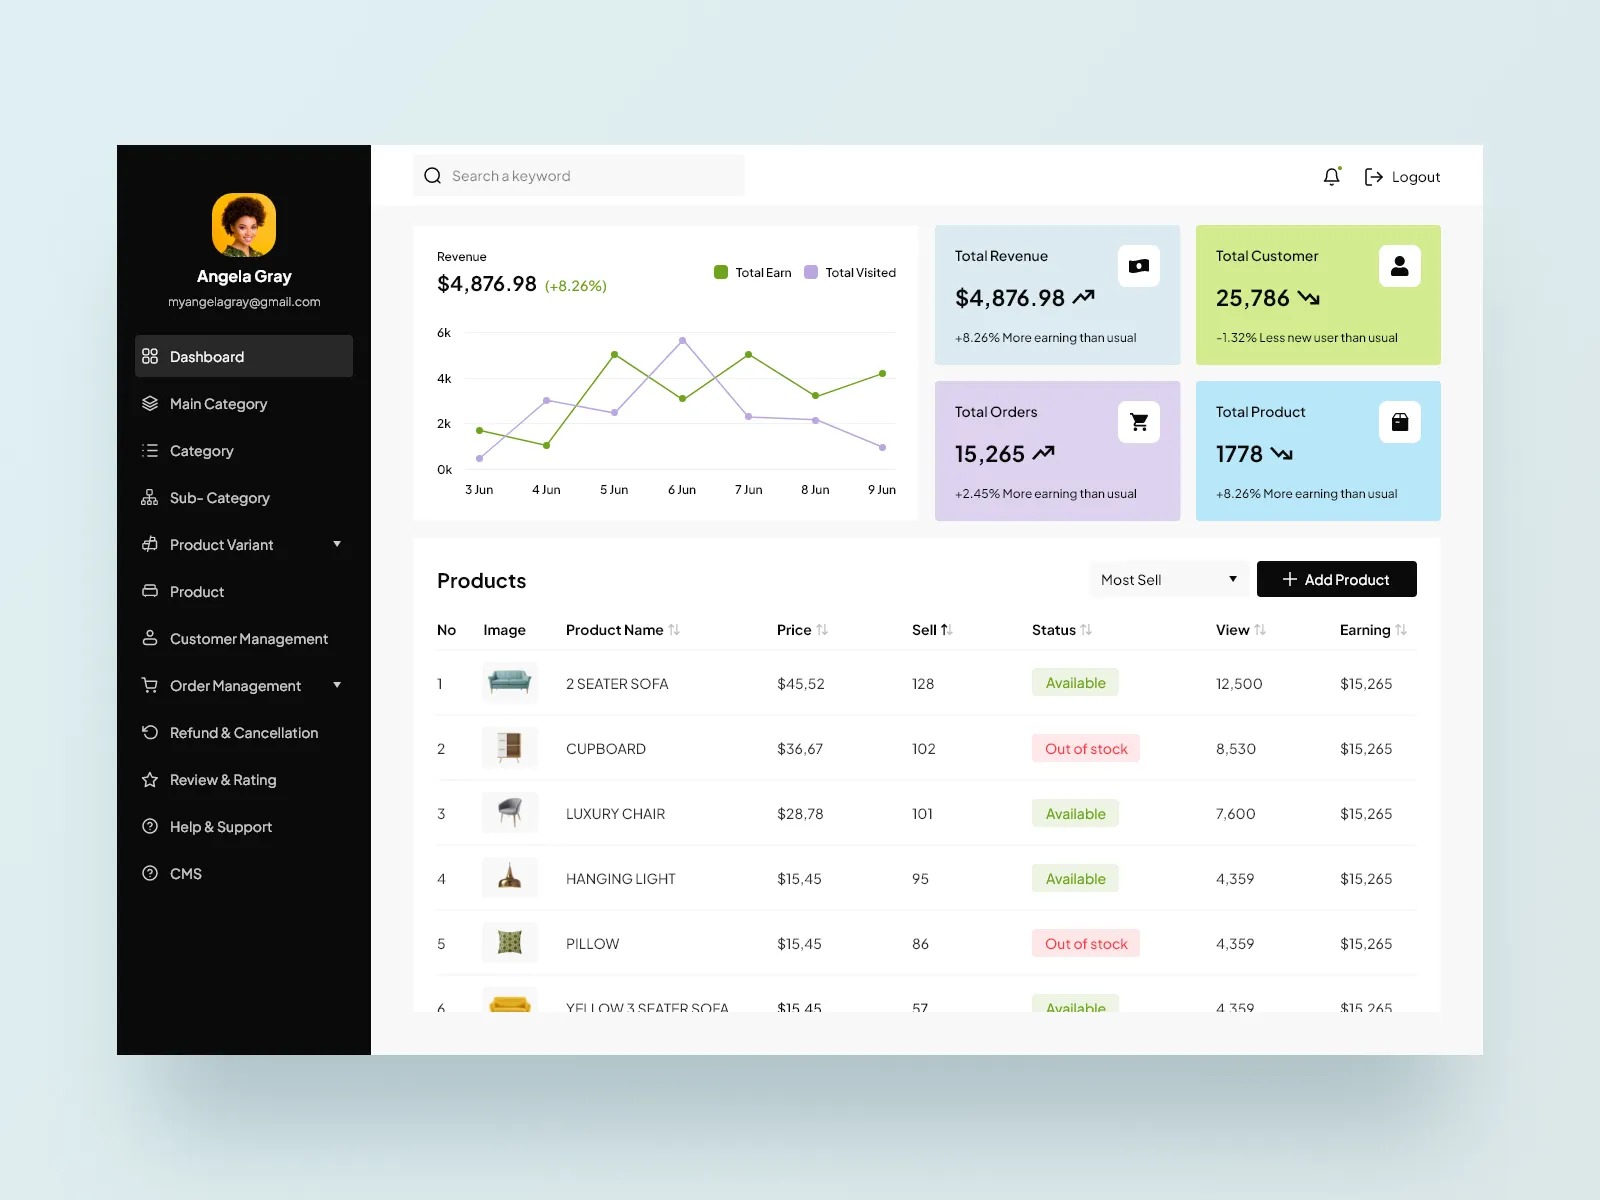 Angela Gray
myangelagray@gmail.com
Dashboard
Main Category
Category
Sub- Category
Product Variant
Product
Customer Management
Order Management
Refund & Cancellation
Review & Rating
Help & Support
CMS
Search a keyword
Logout
Revenue
$4,876.98 (+8.26%)
Total Earn Total Visited
6k
4k
2k
0k
3 Jun 4 Jun 5 Jun 6 Jun 7 Jun 8 Jun 9 Jun
Total Revenue
$4,876.98
+8.26% More earning than usual
Total Customer
25,786
-1.32% Less new user than usual
Total Orders
15,265
+2.45% More earning than usual
Total Product
1778
+8.26% More earning than usual
Products
Most Sell
Add Product
No Image Product Name Price Sell Status View Earning
1 2 SEATER SOFA $45,52 128 Available 12,500 $15,265
2 CUPBOARD $36,67 102 Out of stock 8,530 $15,265
3 LUXURY CHAIR $28,78 101 Available 7,600 $15,265
4 HANGING LIGHT $15,45 95 Available 4,359 $15,265
5 PILLOW $15,45 86 Out of stock 4,359 $15,265
6 YELLOW 3 SEATER SOFA $15,45 57 Available 4,359 $15,265